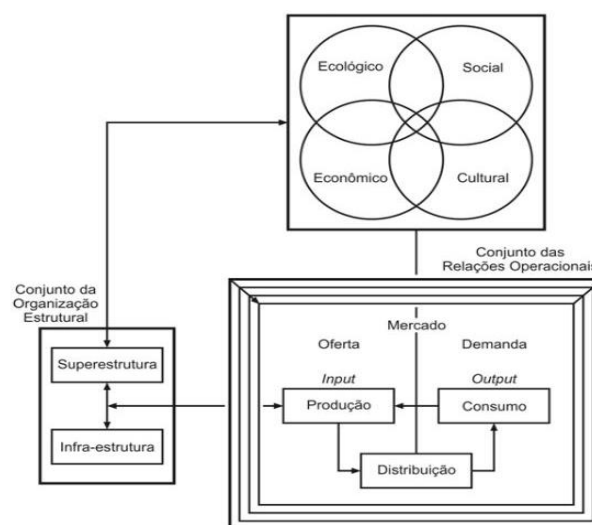 Ecológico
Social
Econômico
Cultural
Conjunto das
Relações Operacionais
Conjunto da
Organização
Estrutural
Superestrutura
Infra-estrutura
Mercado
Oferta
Demanda
Input
Output
Produção
Consumo
Distribuição